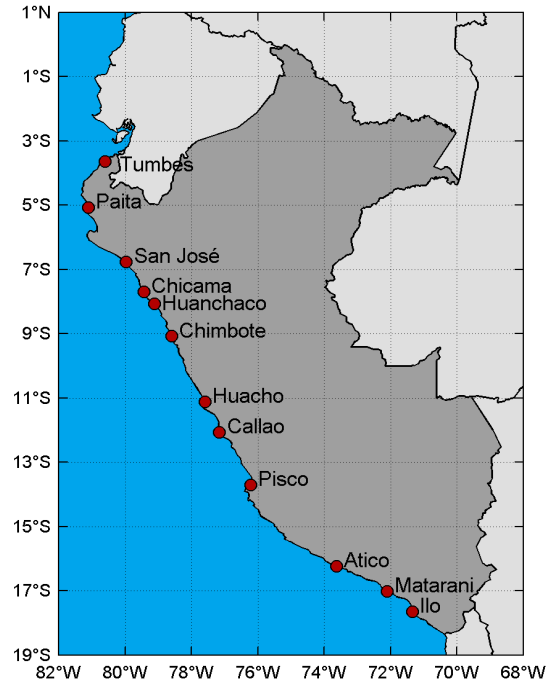 1°N
1°S
3°S
Tumbes
5°S
Paita
San José
7°S
Chicama
Huanchaco
9°S
Chimbote
11°S
Huacho
Callao
13°S
Pisco
15°S
Atico
17°S
Matarani
Ilo
19°S
82°W 80°W 78°W 76°W 74°W 72°W 70°W 68°W